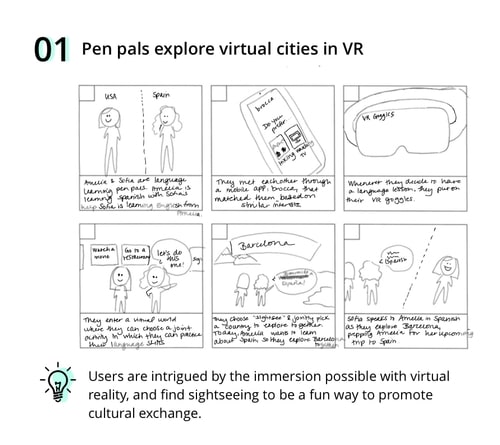 01 Pen pals explore virtual cities in VR
USA
Spain
Amelia & Sofia are language
learning pen pals. Amelia is
learning Spanish with Sofia's
help Sofia is learning English from
Amelia.
brocca
Do you
prefer
They met eachother through
a mobile app, brocca, that
matched them based on
similar
VR Goggles
Whenever they decide to have
a language lesson, they put on
their VR goggles.
Watch a
movie
Go to a
restaurant
let's do
this
one!
They enter a virtual world
where they can choose a joint
activity in which they can practice
their language skills
Barcelona
España!
They choose "sightsee" & jointly pick
a country to explore together.
Today, Amelia wants to learn
about Spain so they explore Barcelona
together
Spanish
Sofia speaks to Amelia in Spanish
as they explore Barcelona,
Amelia for her upcoming
trip to Spain.
Users are intrigued by the immersion possible with virtual
reality, and find sightseeing to be a fun way to promote
cultural exchange.